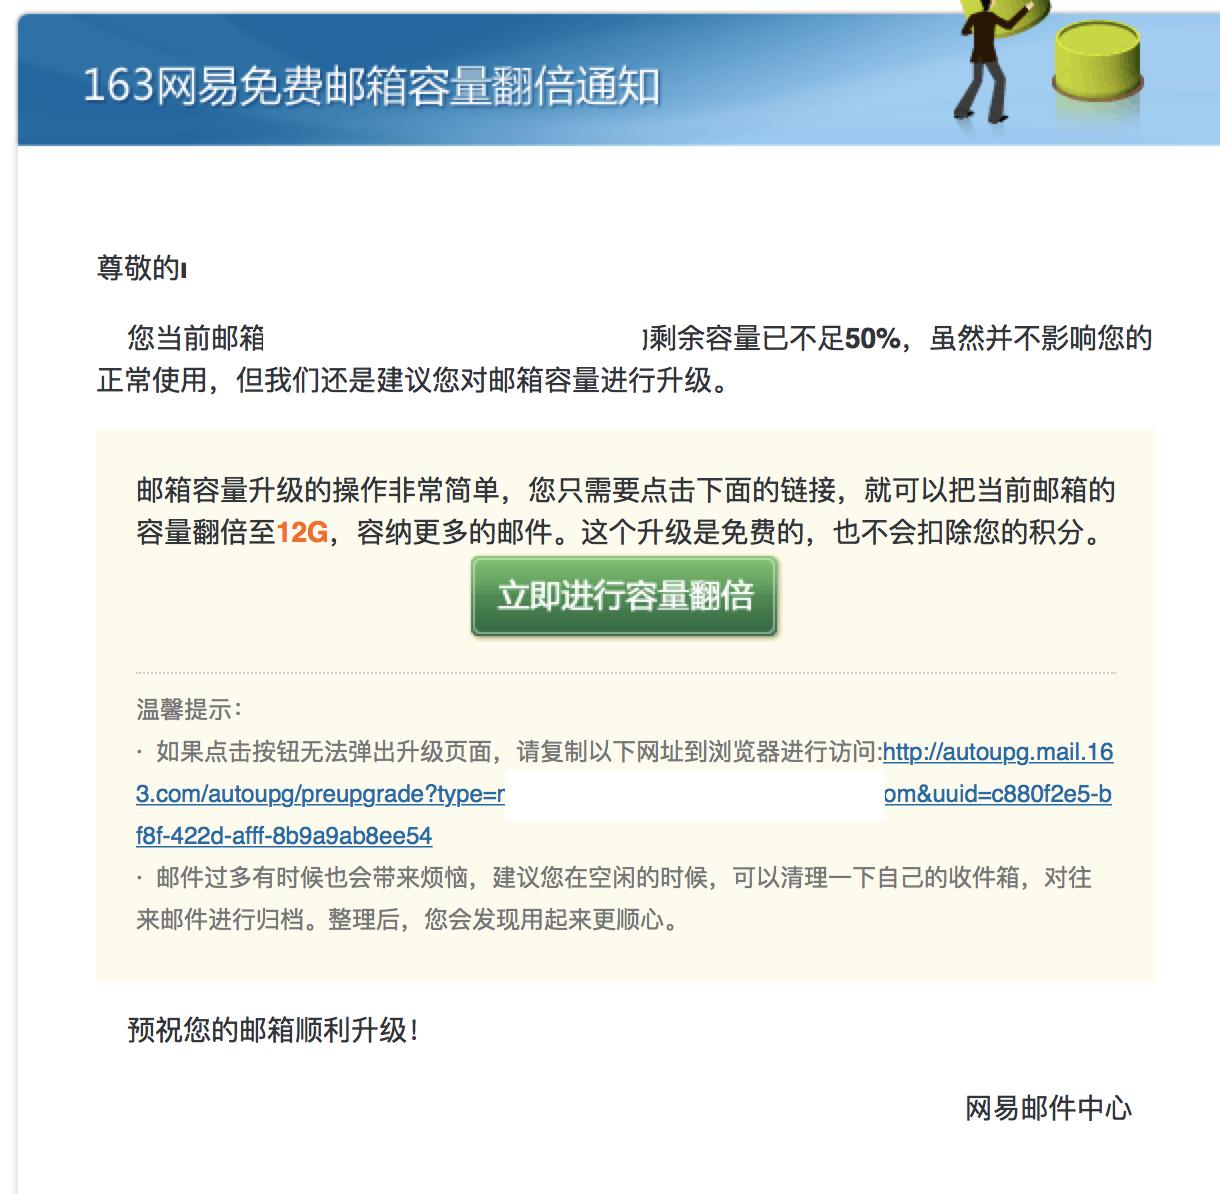 163网易免费邮箱容量翻倍通知
尊敬的
您当前邮箱 剩余容量已不足50%，虽然并不影响您的
正常使用，但我们还是建议您对邮箱容量进行升级。
邮箱容量升级的操作非常简单，您只需要点击下面的链接，就可以把当前邮箱的
容量翻倍至12G，容纳更多的邮件。这个升级是免费的，也不会扣除您的积分。
立即进行容量翻倍
温馨提示：
· 如果点击按钮无法弹出升级页面，请复制以下网址到浏览器进行访问:http://autoupg.mail.16
3.com/autoupg/preupgrade?type=r om&uuid=c880f2e5-b
f8f-422d-afff-8b9a9ab8ee54
· 邮件过多有时候也会带来烦恼，建议您在空闲的时候，可以清理一下自己的收件箱，对往
来邮件进行归档。整理后，您会发现用起来更顺心。
预祝您的邮箱顺利升级！
网易邮件中心